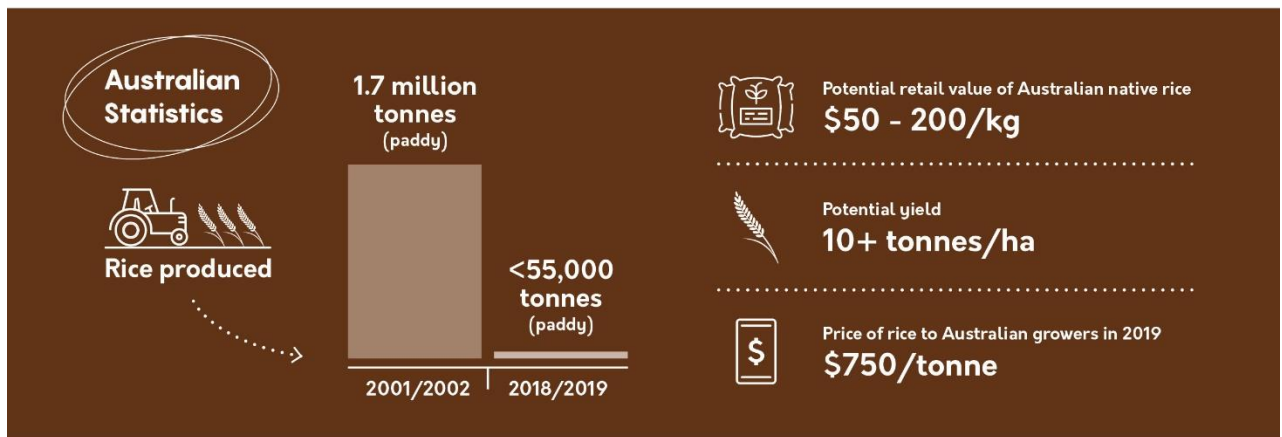 Australian
Statistics
Rice produced
1.7 million
tonnes
(paddy)
<55,000
tonnes
(paddy)
2001/2002
2018/2019
Potential retail value of Australian native rice
$50 - 200/kg
Potential yield
10+ tonnes/ha
$
Price of rice to Australian growers in 2019
$750/tonne